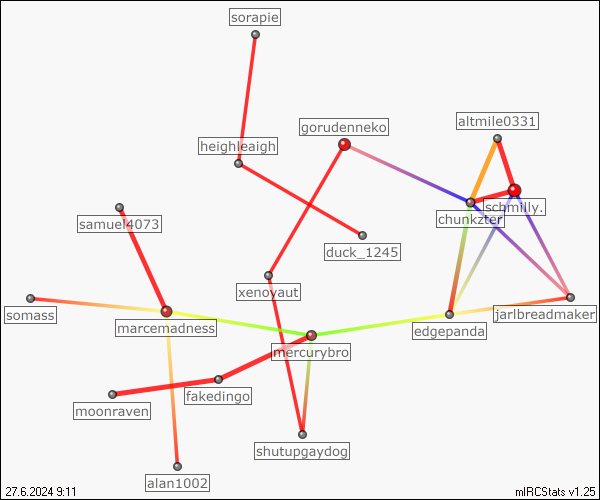 sorapie
altmile0331
gorudenneko
heighleaigh
schmilly.
chunkzter
samuel4073
duck_1245
xenoyaut
somass
jarlbreadmaker
marcemadness
edgepanda
mercurybro
fakedingo
moonraven
shutupgaydog
alan1002
27.6.2024 9:11
mIRCStats v1.25